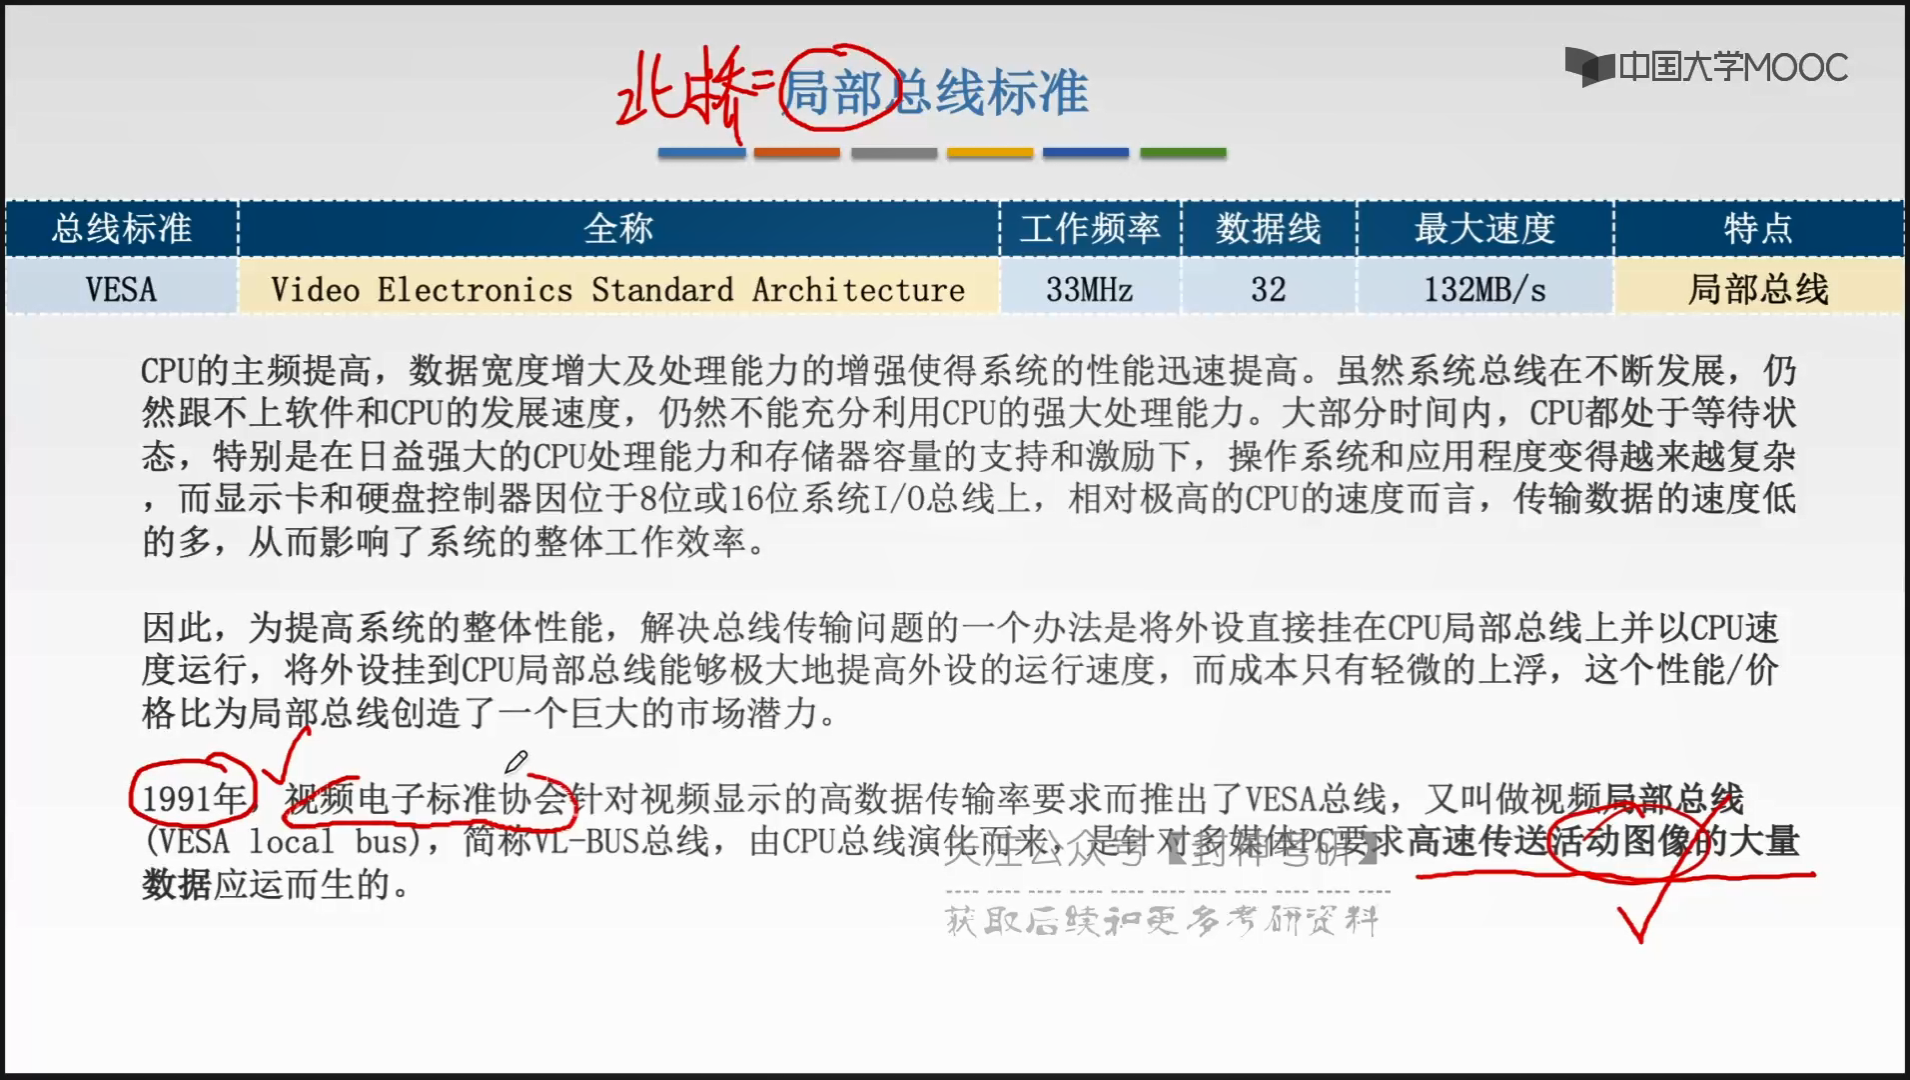 中国大学MOOC
北桥=局部总线标准
总线标准 全称 工作频率 数据线 最大速度 特点
VESA Video Electronics Standard Architecture 33MHz 32 132MB/s 局部总线
CPU的主频提高，数据宽度增大及处理能力的增强使得系统的性能迅速提高。虽然系统总线在不断发展，仍
然跟不上软件和CPU的发展速度，仍然不能充分利用CPU的强大处理能力。大部分时间内，CPU都处于等待状
态，特别是在日益强大的CPU处理能力和存储器容量的支持和激励下，操作系统和应用程度变得越来越复杂
，而显示卡和硬盘控制器因位于8位或16位系统I/O总线上，相对极高的CPU的速度而言，传输数据的速度低
的多，从而影响了系统的整体工作效率。
因此，为提高系统的整体性能，解决总线传输问题的一个办法是将外设直接挂在CPU局部总线上并以CPU速
度运行，将外设挂到CPU局部总线能够极大地提高外设的运行速度，而成本只有轻微的上浮，这个性能/价
格比为局部总线创造了一个巨大的市场潜力。
1991年，视频电子标准协会针对视频显示的高数据传输率要求而推出了VESA总线，又叫做视频局部总线
(VESA local bus)，简称VL-BUS总线，由CPU总线演化而来，是针对多媒体PC要求高速传送活动图像的大量
数据应运而生的。
关注公众号【封神考研】
获取后续和更多考研资料